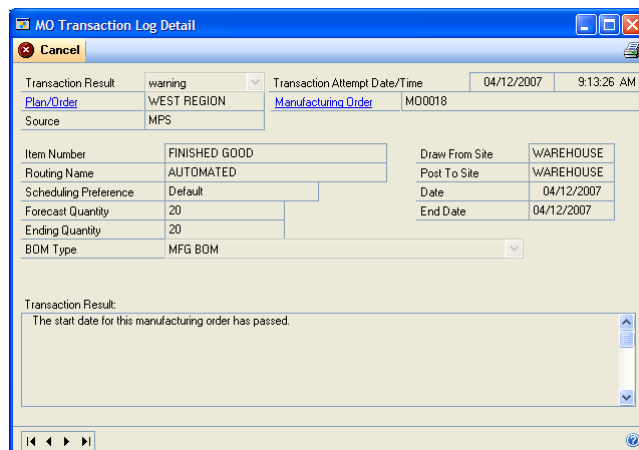 MO Transaction Log Detail
Cancel
Transaction Result warning Transaction Attempt Date/Time 04/12/2007 9:13:26 AM
Plan/Order WEST REGION Manufacturing Order MO0018
Source MPS
Item Number FINISHED GOOD Draw From Site WAREHOUSE
Routing Name AUTOMATED Post To Site WAREHOUSE
Scheduling Preference Default Date 04/12/2007
Forecast Quantity 20 End Date 04/12/2007
Ending Quantity 20
BOM Type MFG BOM
Transaction Result:
The start date for this manufacturing order has passed.